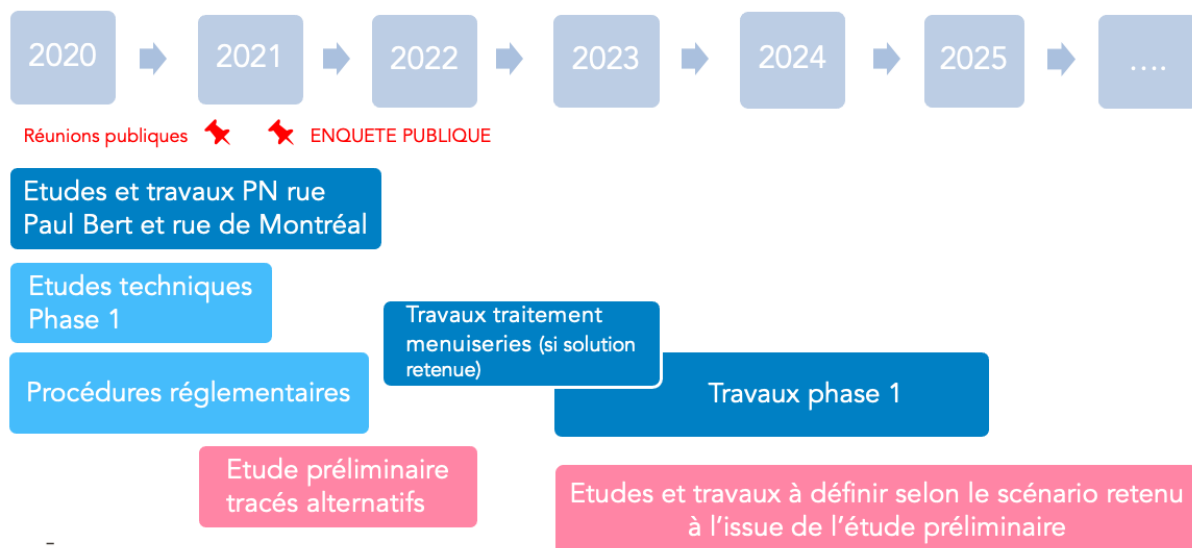 2020
2021
2022
2023
2024
2025
....
Réunions publiques
ENQUETE PUBLIQUE
Etudes et travaux PN rue
Paul Bert et rue de Montréal
Etudes techniques
Phase 1
Travaux traitement
menuiseries (si solution
retenue)
Procédures réglementaires
Travaux phase 1
Etude préliminaire
tracés alternatifs
Etudes et travaux à définir selon le scénario retenu
à l'issue de l'étude préliminaire